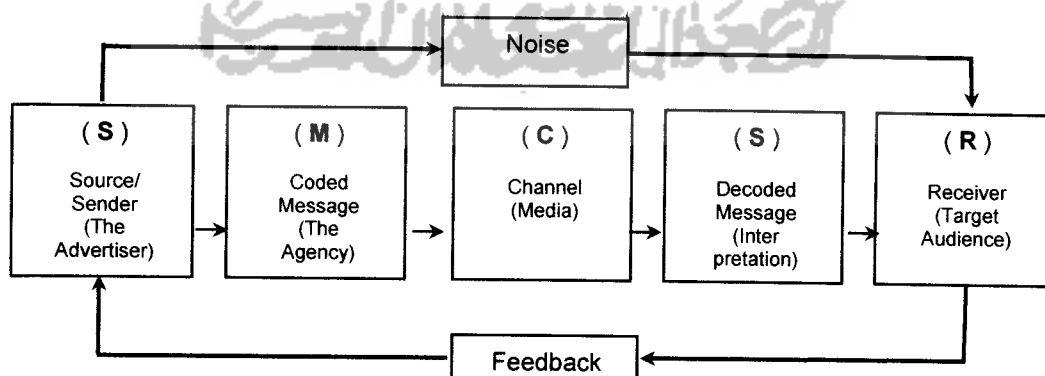 Noise
( S )
Source/
Sender
(The
Advertiser)
( M )
Coded
Message
(The
Agency)
( C )
Channel
(Media)
( S )
Decoded
Message
(Inter
pretation)
( R )
Receiver
(Target
Audience)
Feedback